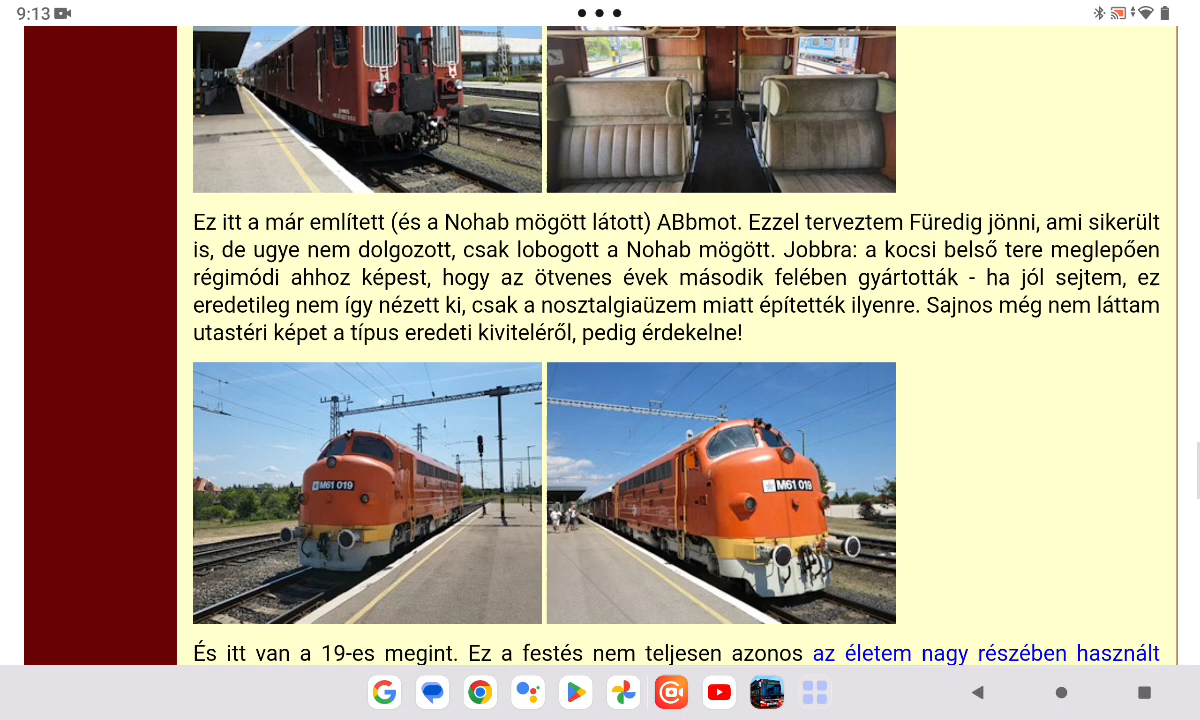 9:13
Ez itt a már említett (és a Nohab mögött látott) ABbmot. Ezzel terveztem Füredig jönni, ami sikerült
is, de ugye nem dolgozott, csak lobogott a Nohab mögött. Jobbra: a kocsi belső tere meglepően
régimódi ahhoz képest, hogy az ötvenes évek második felében gyártották - ha jól sejtem, ez
eredetileg nem így nézett ki, csak a nosztalgiaüzem miatt építették ilyenre. Sajnos még nem láttam
utastéri képet a típus eredeti kiviteléről, pedig érdekelne!
M61 019
M61 019
És itt van a 19-es megint. Ez a festés nem teljesen azonos az életem nagy részében használt